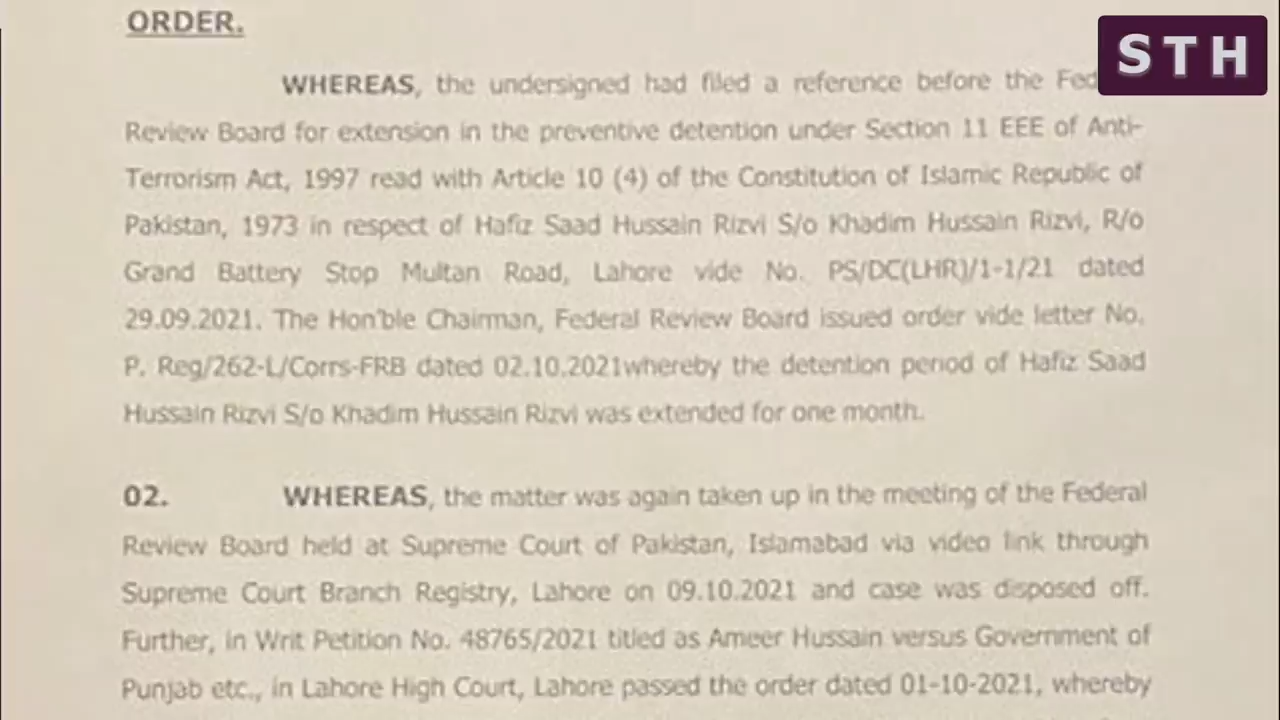 ORDER.
STH
WHEREAS, the undersigned had filed a reference before the Fed
Review Board for extension in the preventive detention under Section 11 EEE of Anti-
Terrorism Act, 1997 read with Article 10 (4) of the Constitution of Islamic Republic of
Pakistan, 1973 in respect of Hafiz Saad Hussain Rizvi S/o Khadim Hussain Rizvi, R/o
Grand Battery Stop Multan Road, Lahore vide No. PS/DC(LHR)/1-1/21 dated
29.09.2021. The Hon'ble Chairman, Federal Review Board issued order vide letter No.
P. Reg/262-L/Corrs-FRB dated 02.10.2021whereby the detention period of Hafiz Saad
Hussain Rizvi S/o Khadim Hussain Rizvi was extended for one month.
02. WHEREAS, the matter was again taken up in the meeting of the Federal
Review Board held at Supreme Court of Pakistan, Islamabad via video link through
Supreme Court Branch Registry, Lahore on 09.10.2021 and case was disposed off.
Further, in Writ Petition No. 48765/2021 titled as Ameer Hussain versus Government of
Punjab etc., in Lahore High Court, Lahore passed the order dated 01-10-2021, whereby